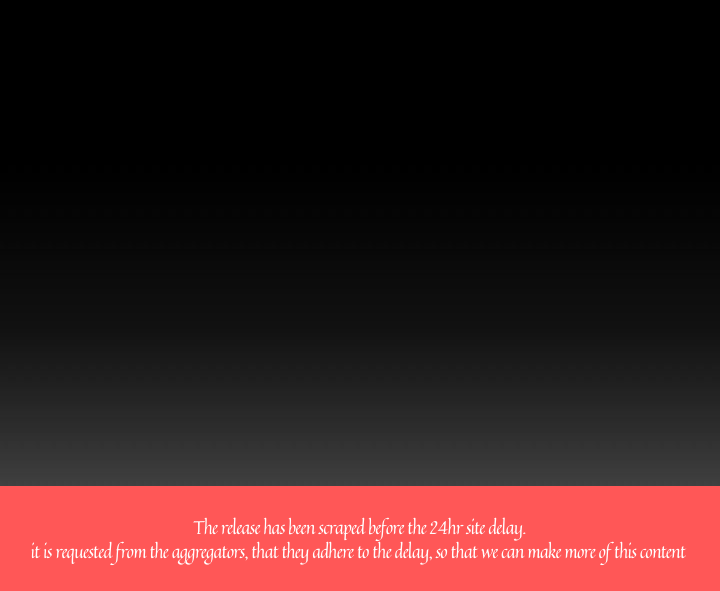 The release has been scraped before the 24hr site delay.
it is requested from the aggregators, that they adhere to the delay, so that we can make more of this content